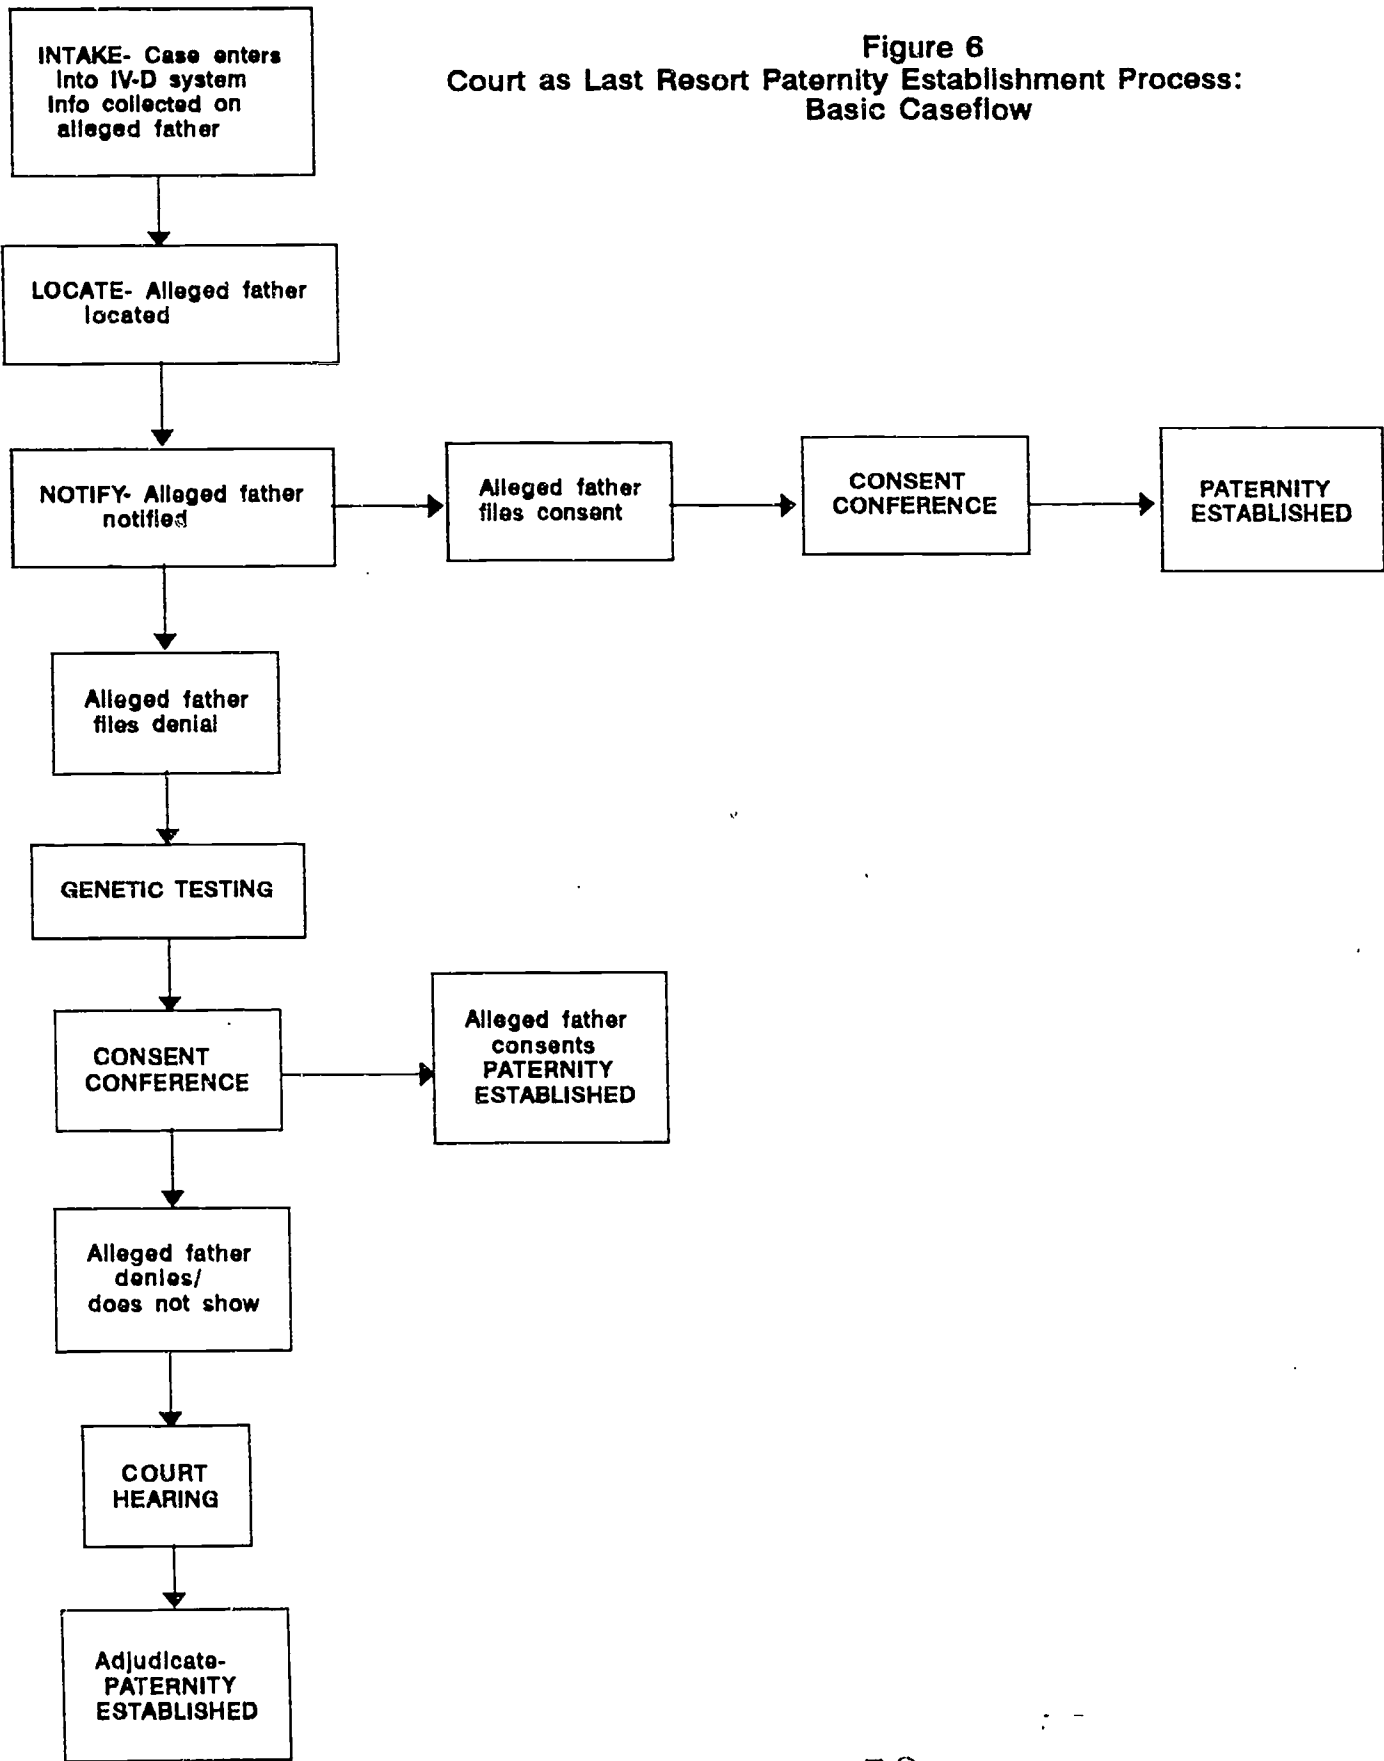 Figure 6
Court as Last Resort Paternity Establishment Process:
Basic Caseflow
INTAKE- Case enters
into IV-D system
Info collected on
alleged father
LOCATE- Alleged father
located
NOTIFY- Alleged father
notified
Alleged father
files consent
CONSENT
CONFERENCE
PATERNITY
ESTABLISHED
Alleged father
files denial
GENETIC TESTING
CONSENT
CONFERENCE
Alleged father
consents
PATERNITY
ESTABLISHED
Alleged father
denies/
does not show
COURT
HEARING
Adjudicate-
PATERNITY
ESTABLISHED